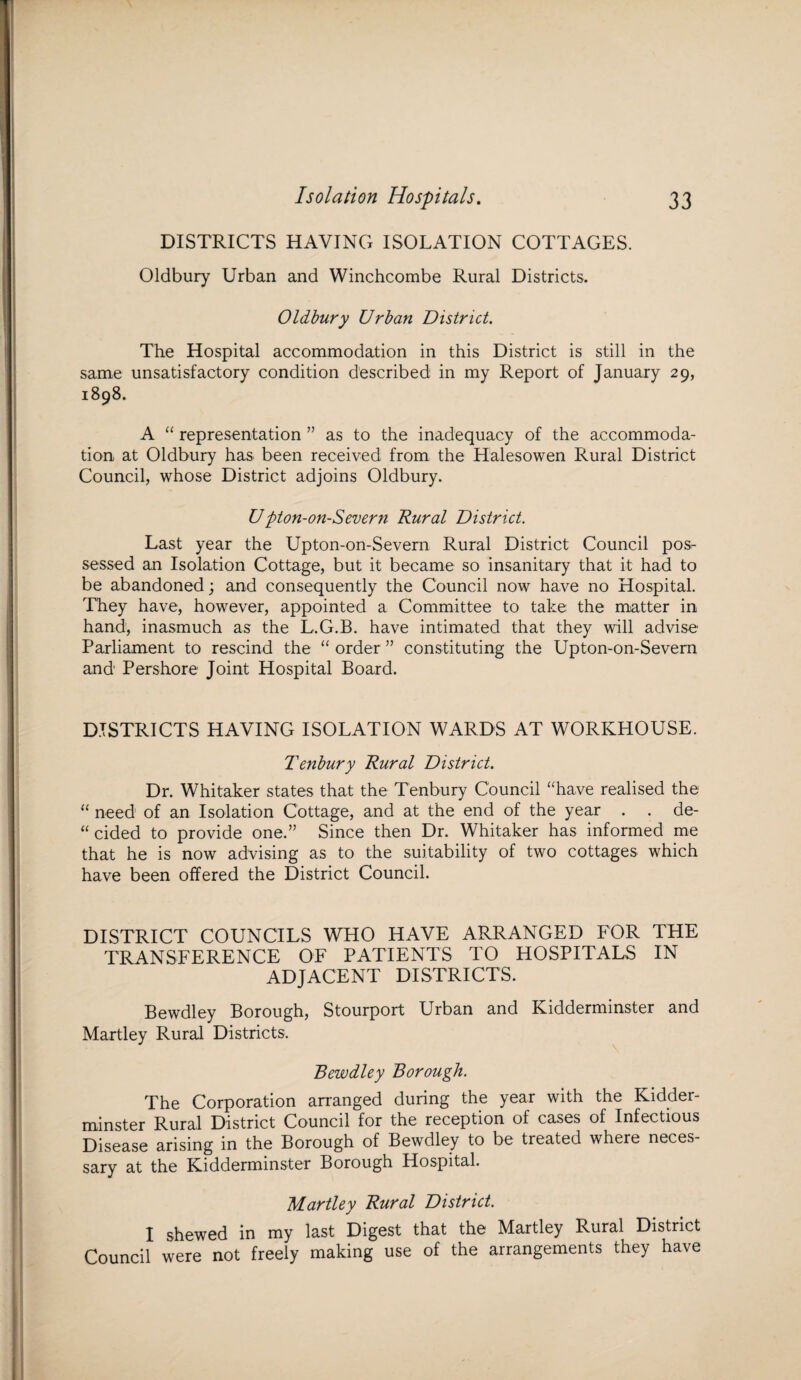 Isolation Hospitals. 33
DISTRICTS HAVING ISOLATION COTTAGES.
Oldbury Urban and Winchcombe Rural Districts.
Oldbury Urban District.
The Hospital accommodation in this District is still in the
same unsatisfactory condition described in my Report of January 29,
1898.
A “ representation ” as to the inadequacy of the accommoda-
tion at Oldbury has been received from the Halesowen Rural District
Council, whose District adjoins Oldbury.
Upton-on-Severn Rural District.
Last year the Upton-on-Severn Rural District Council pos-
sessed an Isolation Cottage, but it became so insanitary that it had to
be abandoned; and consequently the Council now have no Hospital.
They have, however, appointed a Committee to take the matter in
hand, inasmuch as the L.G.B. have intimated that they will advise
Parliament to rescind the “ order ” constituting the Upton-on-Severn
and Pershore Joint Hospital Board.
DISTRICTS HAVING ISOLATION WARDS AT WORKHOUSE.
Tenbury Rural District.
Dr. Whitaker states that the Tenbury Council “have realised the
“ need of an Isolation Cottage, and at the end of the year . . de-
“ cided to provide one.” Since then Dr. Whitaker has informed me
that he is now advising as to the suitability of two cottages which
have been offered the District Council.
DISTRICT COUNCILS WHO HAVE ARRANGED FOR THE
TRANSFERENCE OF PATIENTS TO HOSPITALS IN
ADJACENT DISTRICTS.
Bewdley Borough, Stourport Urban and Kidderminster and
Martley Rural Districts.
Bewdley Borough.
The Corporation arranged during the year with the Kidder-
minster Rural District Council for the reception of cases of Infectious
Disease arising in the Borough of Bewdley to be treated where neces-
sary at the Kidderminster Borough Hospital.
Martley Rural District.
I shewed in my last Digest that the Martley Rural District
Council were not freely making use of the arrangements they have